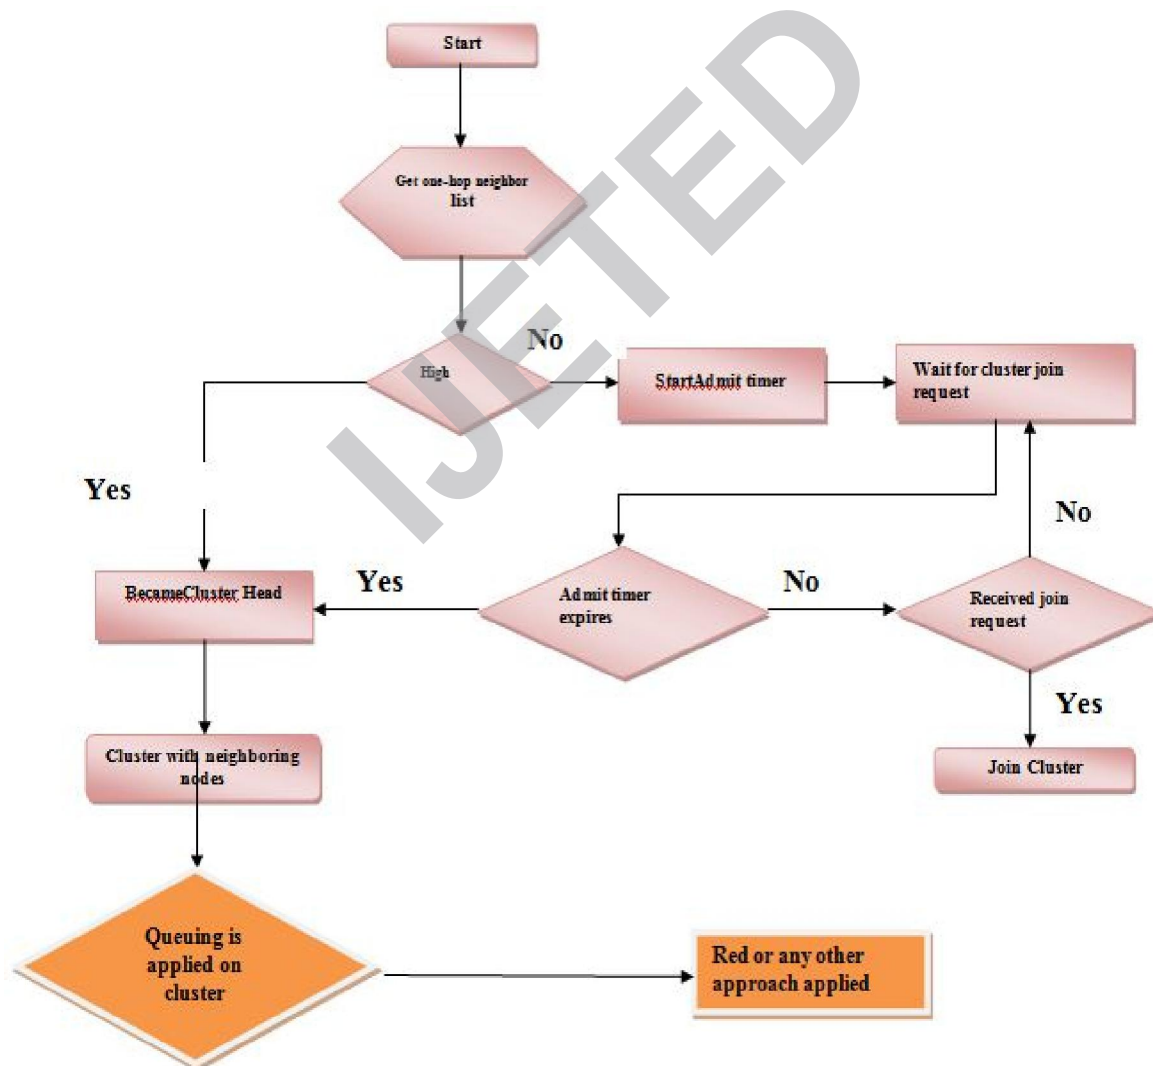 Start
Get one-hop neighbor
list
No
High
StartAdmit timer
Wait for cluster join
request
Yes
No
BecameCluster Head
Yes
Admit timer
expires
No
Received join
request
Yes
Cluster with neighboring
nodes
Join Cluster
Queuing is
applied on
cluster
Red or any other
approach applied
IJETED